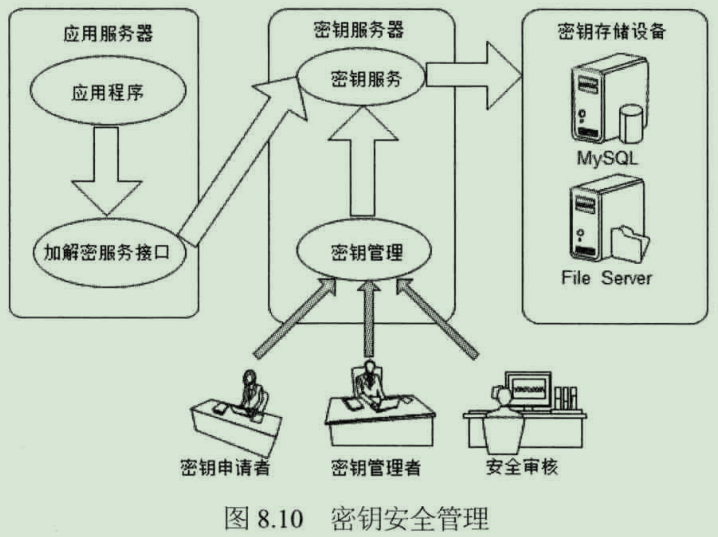 应用服务器
密钥服务器
密钥存储设备
应用程序
密钥服务
MySQL
加解密服务接口
密钥管理
File Server
密钥申请者
密钥管理者
安全审核
图 8.10 密钥安全管理